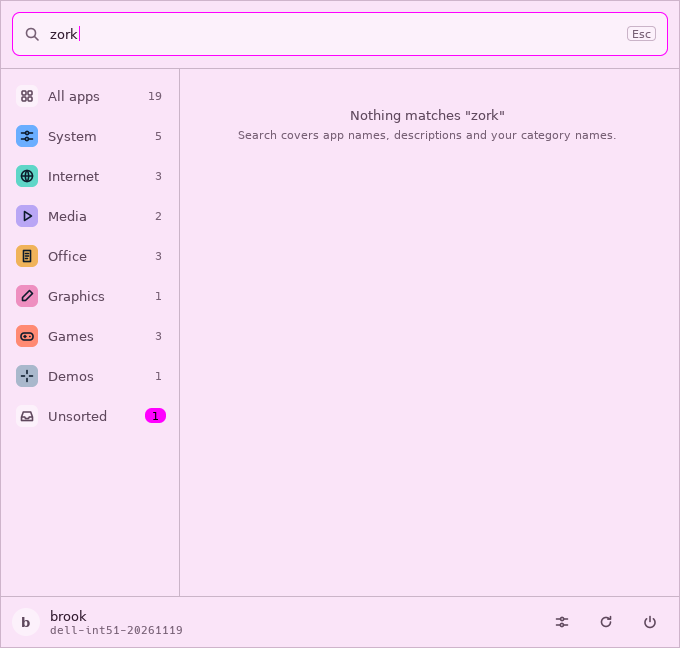 zork
Esc
All apps 19
System 5
Internet 3
Media 2
Office 3
Graphics 1
Games 3
Demos 1
Unsorted 1
Nothing matches "zork"
Search covers app names, descriptions and your category names.
b
brook
dell-int51-20261119